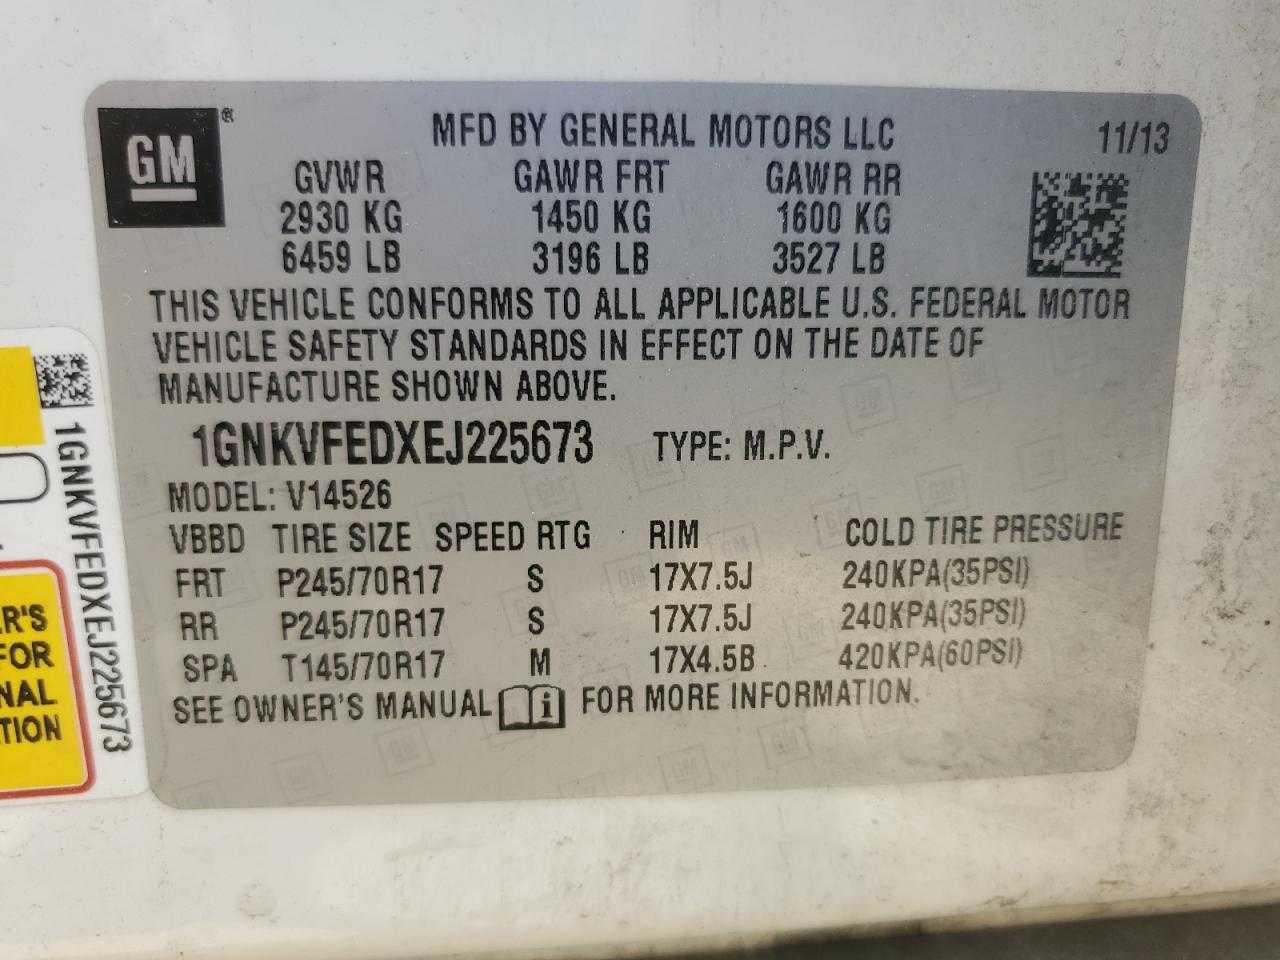 GM®
MFD BY GENERAL MOTORS LLC 11/13
GVWR GAWR FRT GAWR RR
2930 KG 1450 KG 1600 KG
6459 LB 3196 LB 3527 LB
THIS VEHICLE CONFORMS TO ALL APPLICABLE U.S. FEDERAL MOTOR
VEHICLE SAFETY STANDARDS IN EFFECT ON THE DATE OF
MANUFACTURE SHOWN ABOVE.
1GNKVFEDXEJ225673 TYPE: M.P.V.
MODEL: V14526
VBBD TIRE SIZE SPEED RTG RIM COLD TIRE PRESSURE
FRT P245/70R17 S 17X7.5J 240KPA(35PSI)
RR P245/70R17 S 17X7.5J 240KPA(35PSI)
SPA T145/70R17 M 17X4.5B 420KPA(60PSI)
SEE OWNER'S MANUAL i FOR MORE INFORMATION.
1GNKVFEDXEJ225673
ER'S
FOR
NAL
TION